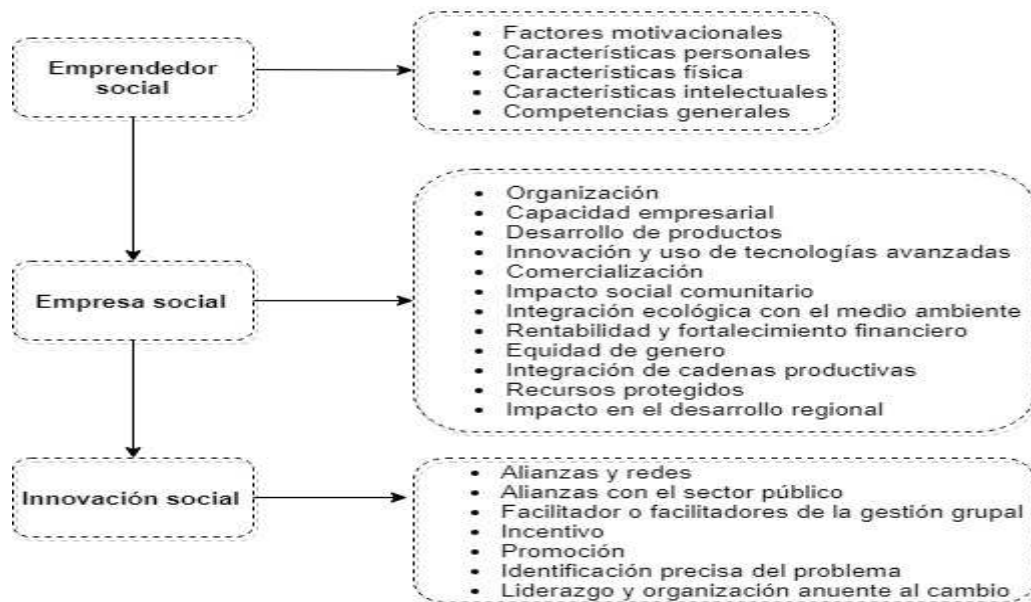 Emprendedor
social
• Factores motivacionales
• Características personales
• Características física
• Características intelectuales
• Competencias generales
Empresa social
• Organización
• Capacidad empresarial
• Desarrollo de productos
• Innovación y uso de tecnologías avanzadas
• Comercialización
• Impacto social comunitario
• Integración ecológica con el medio ambiente
• Rentabilidad y fortalecimiento financiero
• Equidad de genero
• Integración de cadenas productivas
• Recursos protegidos
• Impacto en el desarrollo regional
Innovación social
• Alianzas y redes
• Alianzas con el sector público
• Facilitador o facilitadores de la gestión grupal
• Incentivo
• Promoción
• Identificación precisa del problema
• Liderazgo y organización anuente al cambio